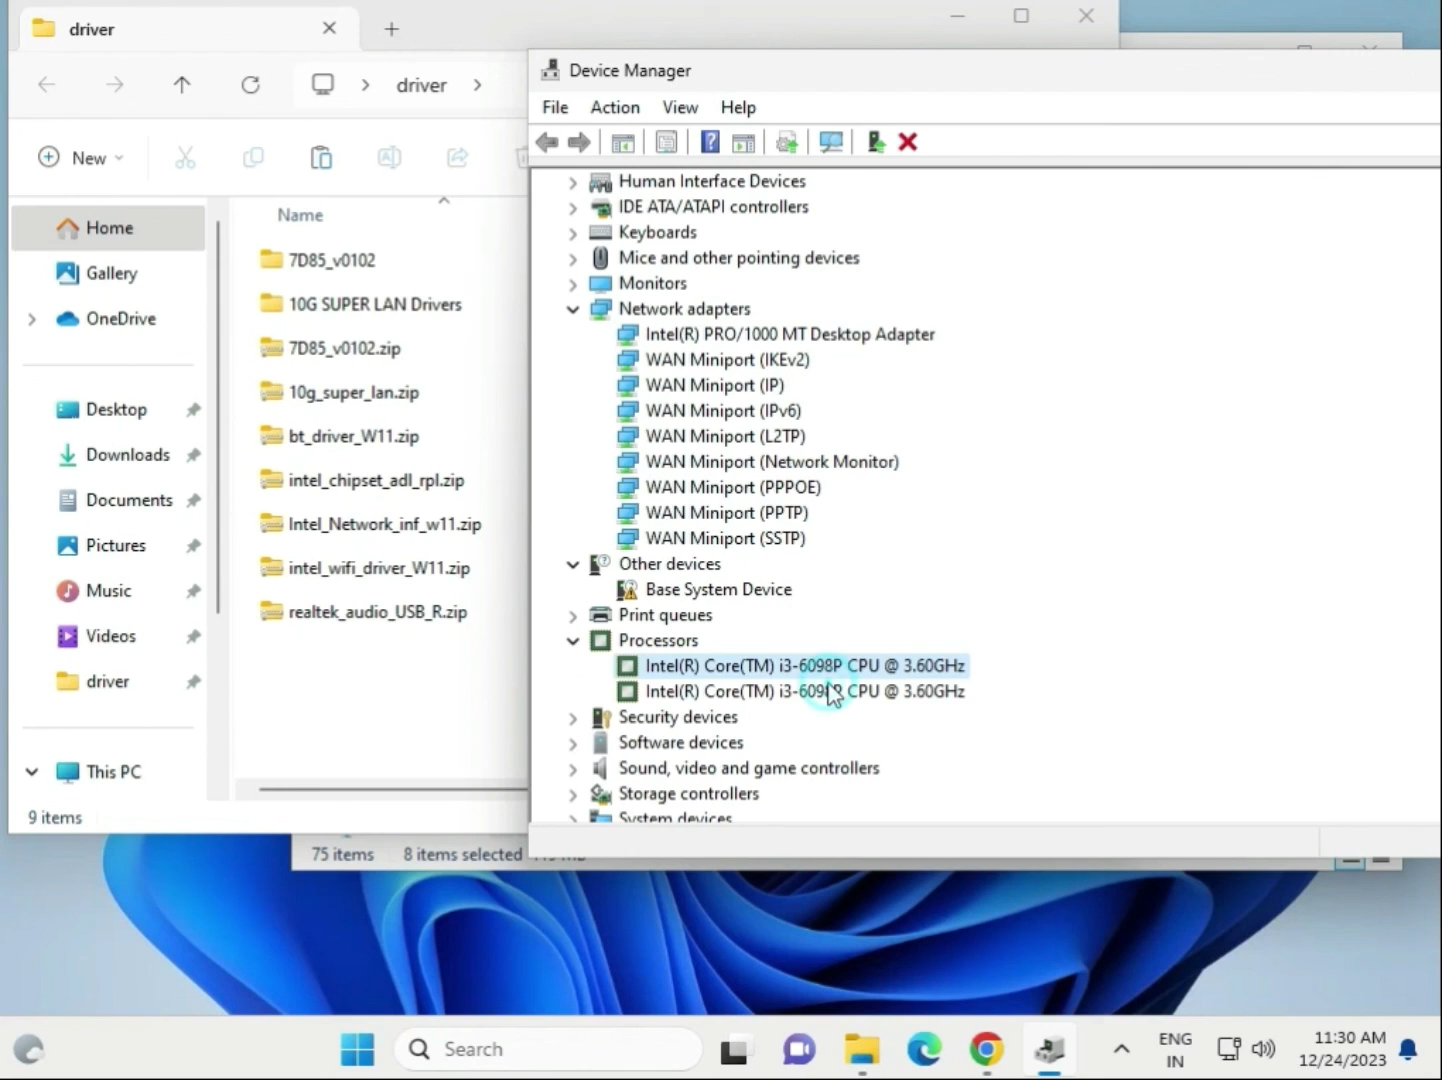 driver
driver
New
Home
Gallery
OneDrive
Desktop
Downloads
Documents
Pictures
Music
Videos
driver
This PC
9 items
Name
7D85_v0102
10G SUPER LAN Drivers
7D85_v0102.zip
10g_super_lan.zip
bt_driver_W11.zip
intel_chipset_adl_rpl.zip
Intel_Network_inf_w11.zip
intel_wifi_driver_W11.zip
realtek_audio_USB_R.zip
Device Manager
File Action View Help
Human Interface Devices
IDE ATA/ATAPI controllers
Keyboards
Mice and other pointing devices
Monitors
Network adapters
Intel(R) PRO/1000 MT Desktop Adapter
WAN Miniport (IKEv2)
WAN Miniport (IP)
WAN Miniport (IPv6)
WAN Miniport (L2TP)
WAN Miniport (Network Monitor)
WAN Miniport (PPPOE)
WAN Miniport (PPTP)
WAN Miniport (SSTP)
Other devices
Base System Device
Print queues
Processors
Intel(R) Core(TM) i3-6098P CPU @ 3.60GHz
Intel(R) Core(TM) i3-6098P CPU @ 3.60GHz
Security devices
Software devices
Sound, video and game controllers
Storage controllers
System devices
75 items 8 items selected
Search
ENG
IN
11:30 AM
12/24/2023